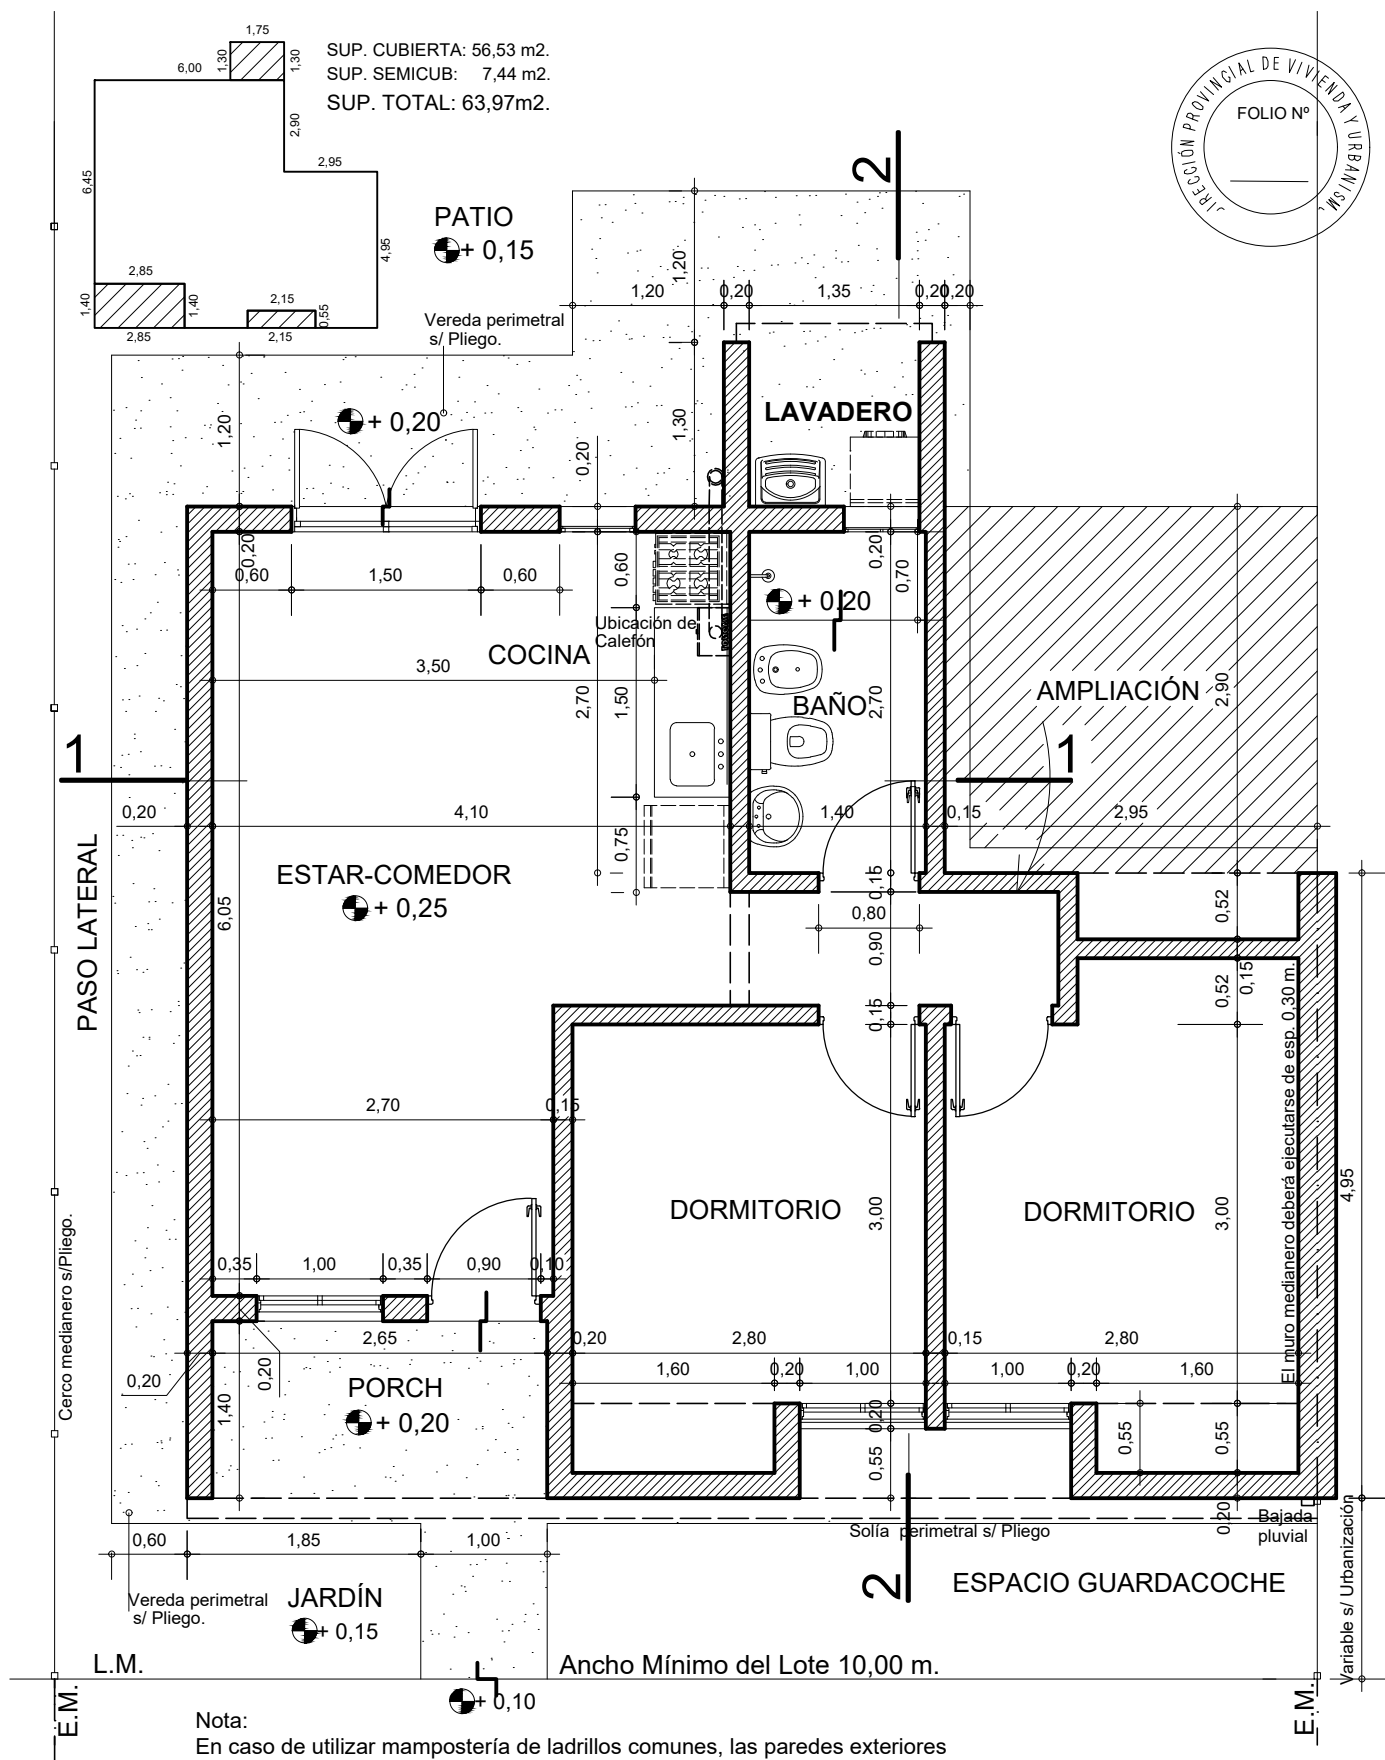 1,75
1,30
1,30
6,00
SUP. CUBIERTA: 56,53 m2.
SUP. SEMICUB: 7,44 m2.
SUP. TOTAL: 63,97m2.
2,90
2,95
6,45
4,95
2,85
1,40
1,40
2,15
0,55
2,85
2,15
FOLIO Nº
PROVINCIAL DE VIVIENDA Y
2
PATIO
+ 0,15
1,20
1,20
0,20
1,35
0,20
0,20
Vereda perimetral
s/ Pliego.
1,20
+ 0,20
1,30
LAVADERO
0,20
0,20
0,60
1,50
0,60
0,60
0,20
0,70
+ 0,20
Ubicación de
Calefón
COCINA
3,50
2,70
1,50
BAÑO
2,70
AMPLIACIÓN
2,90
1
1
0,20
4,10
0,75
1,40
0,15
2,95
PASO LATERAL
ESTAR-COMEDOR
+ 0,25
6,05
0,15
0,80
0,90
0,52
0,15
0,52
0,15
2,70
0,15
DORMITORIO
3,00
DORMITORIO
3,00
El muro medianero deberá ejecutarse de esp. 0,30 m.
4,95
Cerco medianero s/Pliego.
0,35
1,00
0,35
0,90
0,10
2,65
0,20
2,80
0,15
2,80
0,20
0,20
1,60
0,20
1,00
1,00
0,20
1,60
PORCH
+ 0,20
1,40
0,20
0,55
0,55
0,55
0,20
Solía perimetral s/ Pliego
Bajada
pluvial
0,60
1,85
1,00
Vereda perimetral
s/ Pliego.
JARDÍN
+ 0,15
2
ESPACIO GUARDACOCHE
Variable s/ Urbanización
L.M.
Ancho Mínimo del Lote 10,00 m.
E.M.
+ 0,10
E.M.
Nota:
En caso de utilizar mampostería de ladrillos comunes, las paredes exteriores